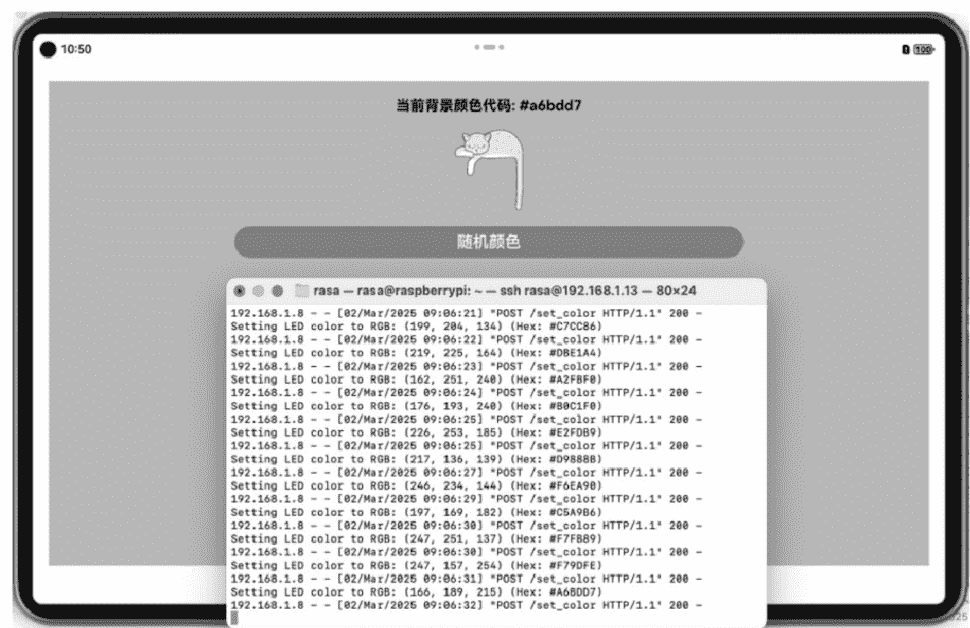 10:50
100
当前背景颜色代码: #a6bdd7
随机颜色
rasa — rasa@raspberrypi: ~ — ssh rasa@192.168.1.13 — 80×24
192.168.1.8 - - [02/Mar/2025 09:06:21] "POST /set_color HTTP/1.1" 200 -
Setting LED color to RGB: (199, 204, 134) (Hex: #C7CC86)
192.168.1.8 - - [02/Mar/2025 09:06:22] "POST /set_color HTTP/1.1" 200 -
Setting LED color to RGB: (219, 225, 164) (Hex: #DBE1A4)
192.168.1.8 - - [02/Mar/2025 09:06:23] "POST /set_color HTTP/1.1" 200 -
Setting LED color to RGB: (162, 251, 240) (Hex: #A2FBF0)
192.168.1.8 - - [02/Mar/2025 09:06:24] "POST /set_color HTTP/1.1" 200 -
Setting LED color to RGB: (176, 193, 240) (Hex: #B0C1F0)
192.168.1.8 - - [02/Mar/2025 09:06:25] "POST /set_color HTTP/1.1" 200 -
Setting LED color to RGB: (226, 253, 185) (Hex: #E2FDB9)
192.168.1.8 - - [02/Mar/2025 09:06:25] "POST /set_color HTTP/1.1" 200 -
Setting LED color to RGB: (217, 136, 139) (Hex: #D9888B)
192.168.1.8 - - [02/Mar/2025 09:06:27] "POST /set_color HTTP/1.1" 200 -
Setting LED color to RGB: (246, 234, 144) (Hex: #F6EA90)
192.168.1.8 - - [02/Mar/2025 09:06:29] "POST /set_color HTTP/1.1" 200 -
Setting LED color to RGB: (197, 169, 182) (Hex: #C5A9B6)
192.168.1.8 - - [02/Mar/2025 09:06:30] "POST /set_color HTTP/1.1" 200 -
Setting LED color to RGB: (247, 251, 137) (Hex: #F7FB89)
192.168.1.8 - - [02/Mar/2025 09:06:30] "POST /set_color HTTP/1.1" 200 -
Setting LED color to RGB: (247, 157, 254) (Hex: #F79DFE)
192.168.1.8 - - [02/Mar/2025 09:06:31] "POST /set_color HTTP/1.1" 200 -
Setting LED color to RGB: (166, 189, 215) (Hex: #A6BDD7)
192.168.1.8 - - [02/Mar/2025 09:06:32] "POST /set_color HTTP/1.1" 200 -